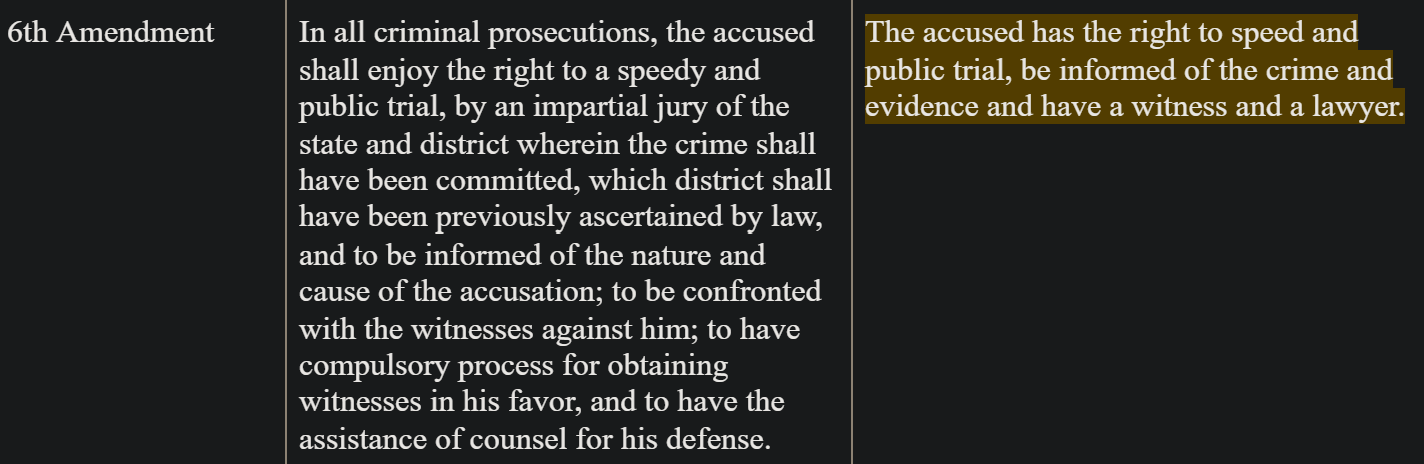 6th Amendment
In all criminal prosecutions, the accused
shall enjoy the right to a speedy and
public trial, by an impartial jury of the
state and district wherein the crime shall
have been committed, which district shall
have been previously ascertained by law,
and to be informed of the nature and
cause of the accusation; to be confronted
with the witnesses against him; to have
compulsory process for obtaining
witnesses in his favor, and to have the
assistance of counsel for his defense.
The accused has the right to speed and
public trial, be informed of the crime and
evidence and have a witness and a lawyer.